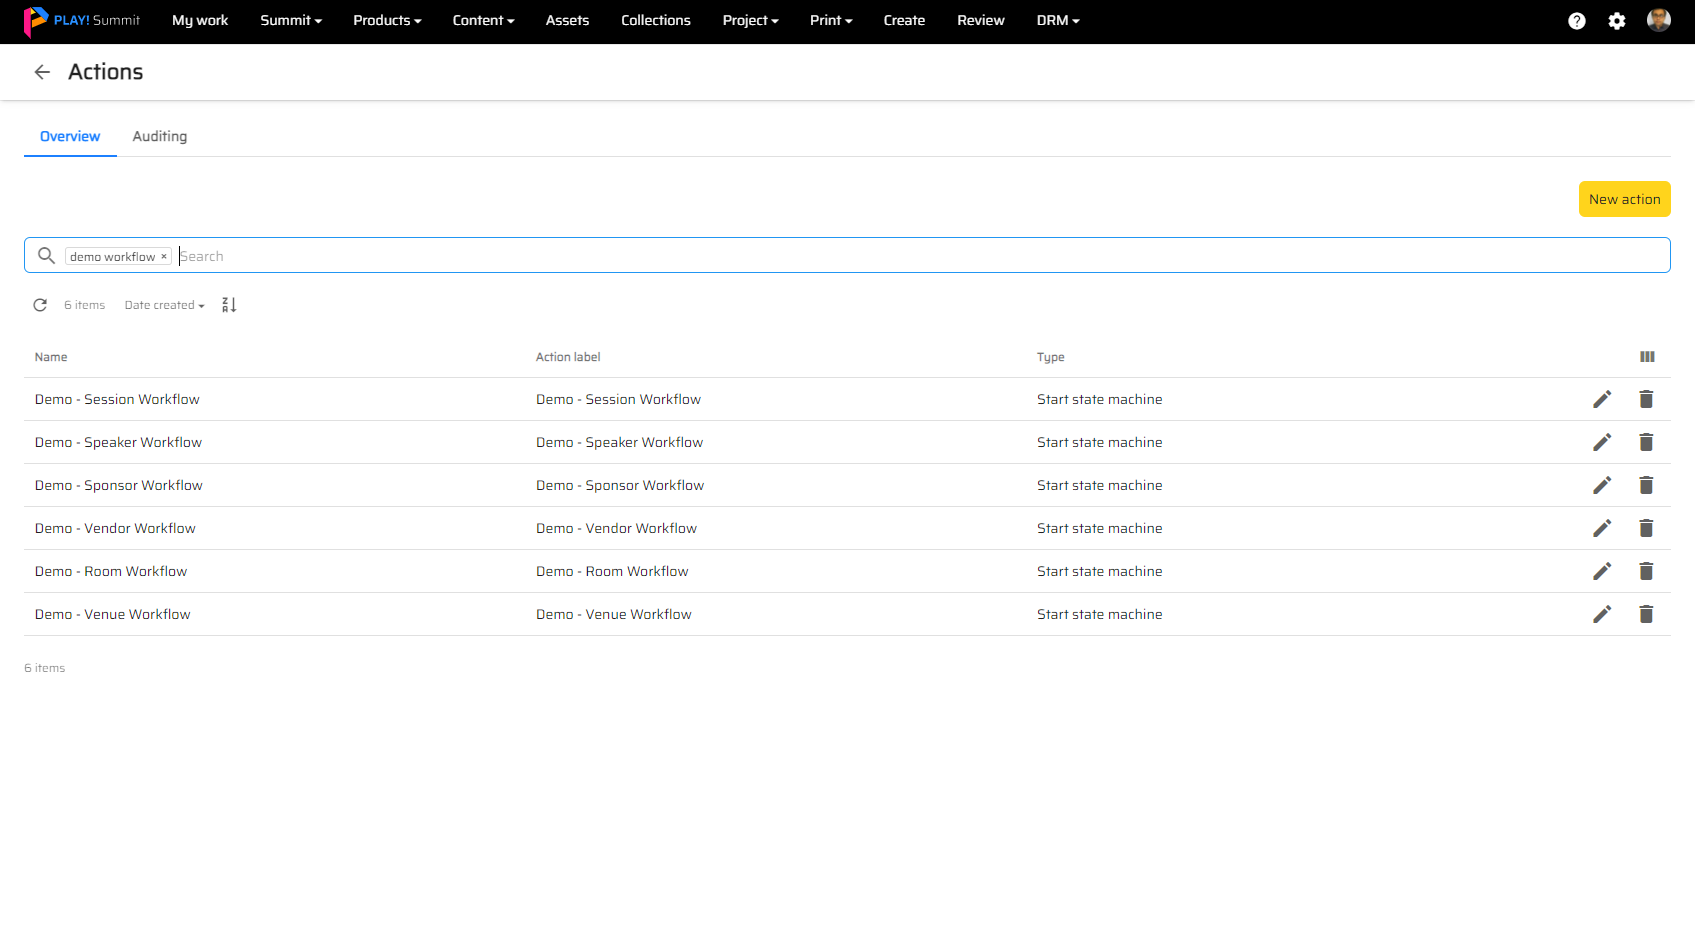 PLAY! Summit My work Summit Products Content Assets Collections Project Print Create Review DRM ?
Actions
Overview Auditing
New action
demo workflow × Search
6 items Date created Z A
Name Action label Type
Demo - Session Workflow Demo - Session Workflow Start state machine
Demo - Speaker Workflow Demo - Speaker Workflow Start state machine
Demo - Sponsor Workflow Demo - Sponsor Workflow Start state machine
Demo - Vendor Workflow Demo - Vendor Workflow Start state machine
Demo - Room Workflow Demo - Room Workflow Start state machine
Demo - Venue Workflow Demo - Venue Workflow Start state machine
6 items